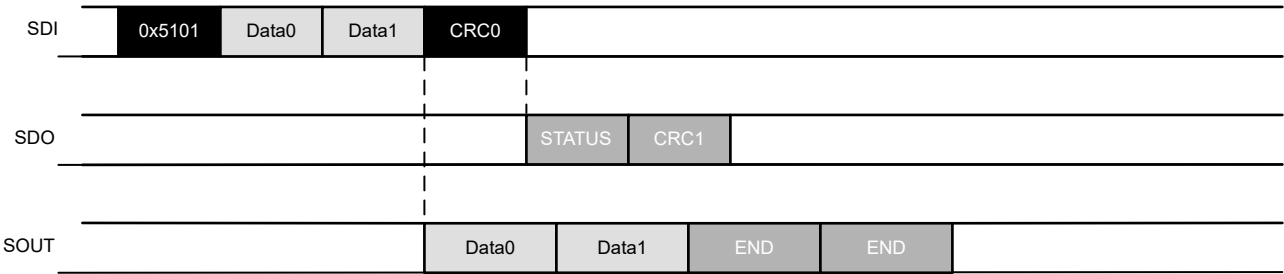 SDI 0x5101 Data0 Data1 CRC0
SDO STATUS CRC1
SOUT Data0 Data1 END END